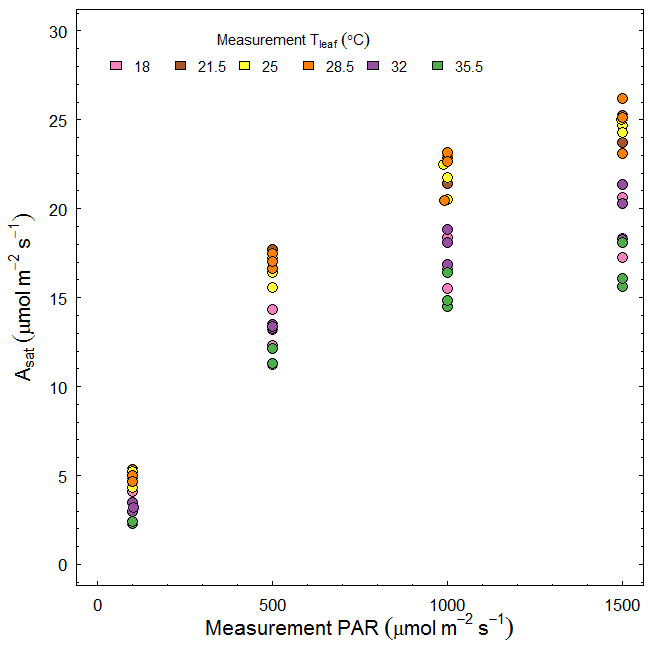 30
Measurement T_leaf (°C)
18 21.5 25 28.5 32 35.5
25
20
15
10
5
0
A_sat (μmol m⁻² s⁻¹)
0 500 1000 1500
Measurement PAR (μmol m⁻² s⁻¹)